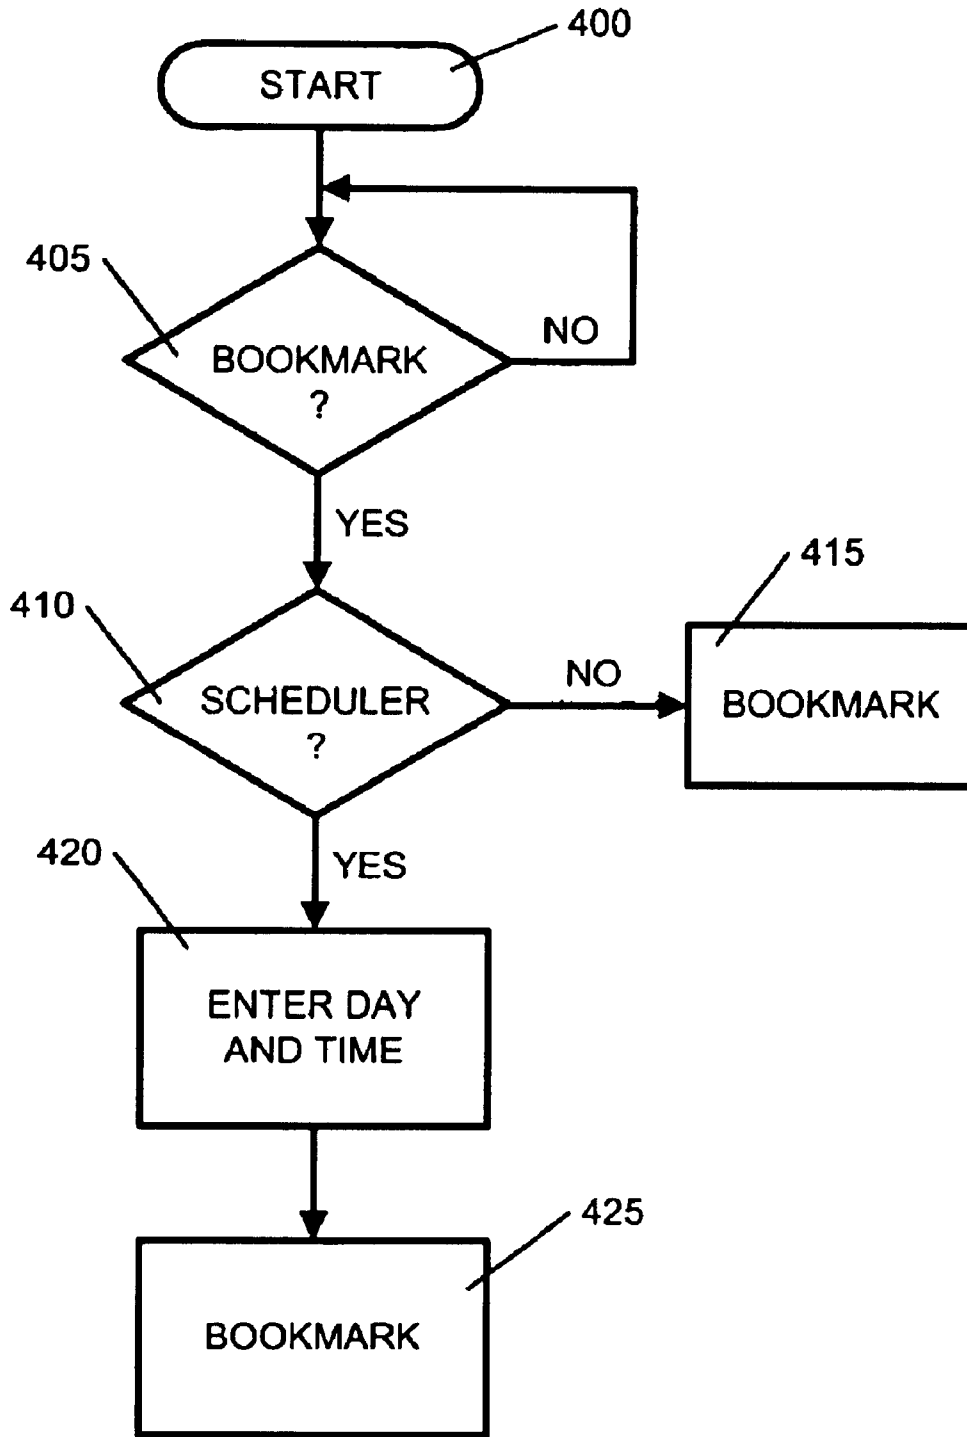 400
START
405
BOOKMARK
?
NO
YES
415
410
SCHEDULER
?
NO
BOOKMARK
420
YES
ENTER DAY
AND TIME
425
BOOKMARK